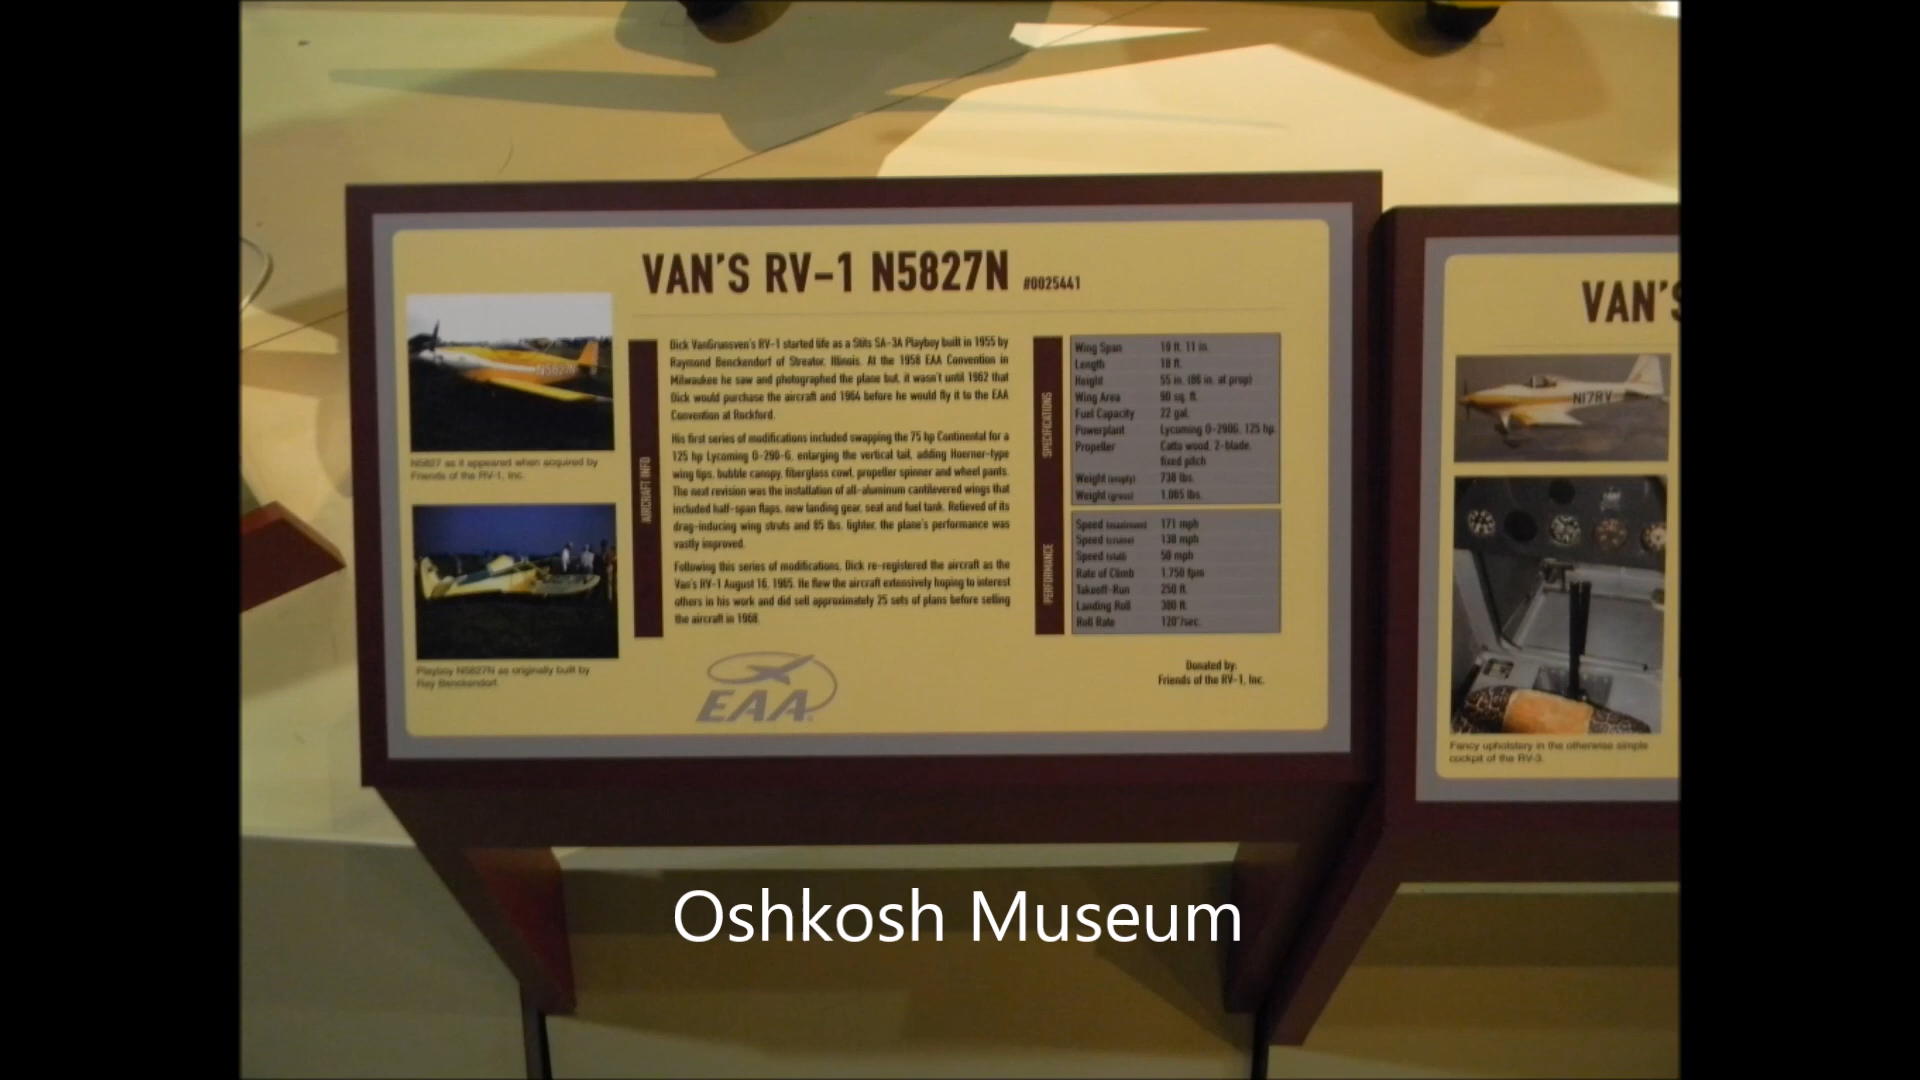 VAN'S RV-1 N5827N #0025441
N5827N
N5827 as it appeared when acquired by
Friends of the RV-1, Inc.
Playboy N5827N as originally built by
Ray Benckendorf.
AIRCRAFT INFO
Dick VanGrunsven's RV-1 started life as a Stits SA-3A Playboy built in 1955 by
Raymond Benckendorf of Streator, Illinois. At the 1958 EAA Convention in
Milwaukee he saw and photographed the plane but, it wasn't until 1962 that
Dick would purchase the aircraft and 1964 before he would fly it to the EAA
Convention at Rockford.
His first series of modifications included swapping the 75 hp Continental for a
125 hp Lycoming O-290-G, enlarging the vertical tail, adding Hoerner-type
wing tips, bubble canopy, fiberglass cowl, propeller spinner and wheel pants.
The next revision was the installation of all-aluminum cantilevered wings that
included half-span flaps, new landing gear, seat and fuel tank. Relieved of its
drag-inducing wing struts and 85 lbs. lighter, the plane's performance was
vastly improved.
Following this series of modifications, Dick re-registered the aircraft as the
Van's RV-1 August 16, 1965. He flew the aircraft extensively hoping to interest
others in his work and did sell approximately 25 sets of plans before selling
the aircraft in 1968.
EAA
SPECIFICATIONS
Wing Span 19 ft. 11 in.
Length 18 ft.
Height 55 in. (86 in. at prop)
Wing Area 90 sq. ft.
Fuel Capacity 22 gal.
Powerplant Lycoming O-290G, 125 hp.
Propeller Catto wood, 2-blade,
fixed pitch
Weight (empty) 738 lbs.
Weight (gross) 1,085 lbs.
PERFORMANCE
Speed (maximum) 171 mph
Speed (cruise) 138 mph
Speed (stall) 50 mph
Rate of Climb 1,750 fpm
Takeoff-Run 250 ft.
Landing Roll 300 ft.
Roll Rate 120°/sec.
Donated by:
Friends of the RV-1, Inc.
VAN'S
N17RV
Fancy upholstery in the otherwise simple
cockpit of the RV-3.
Oshkosh Museum